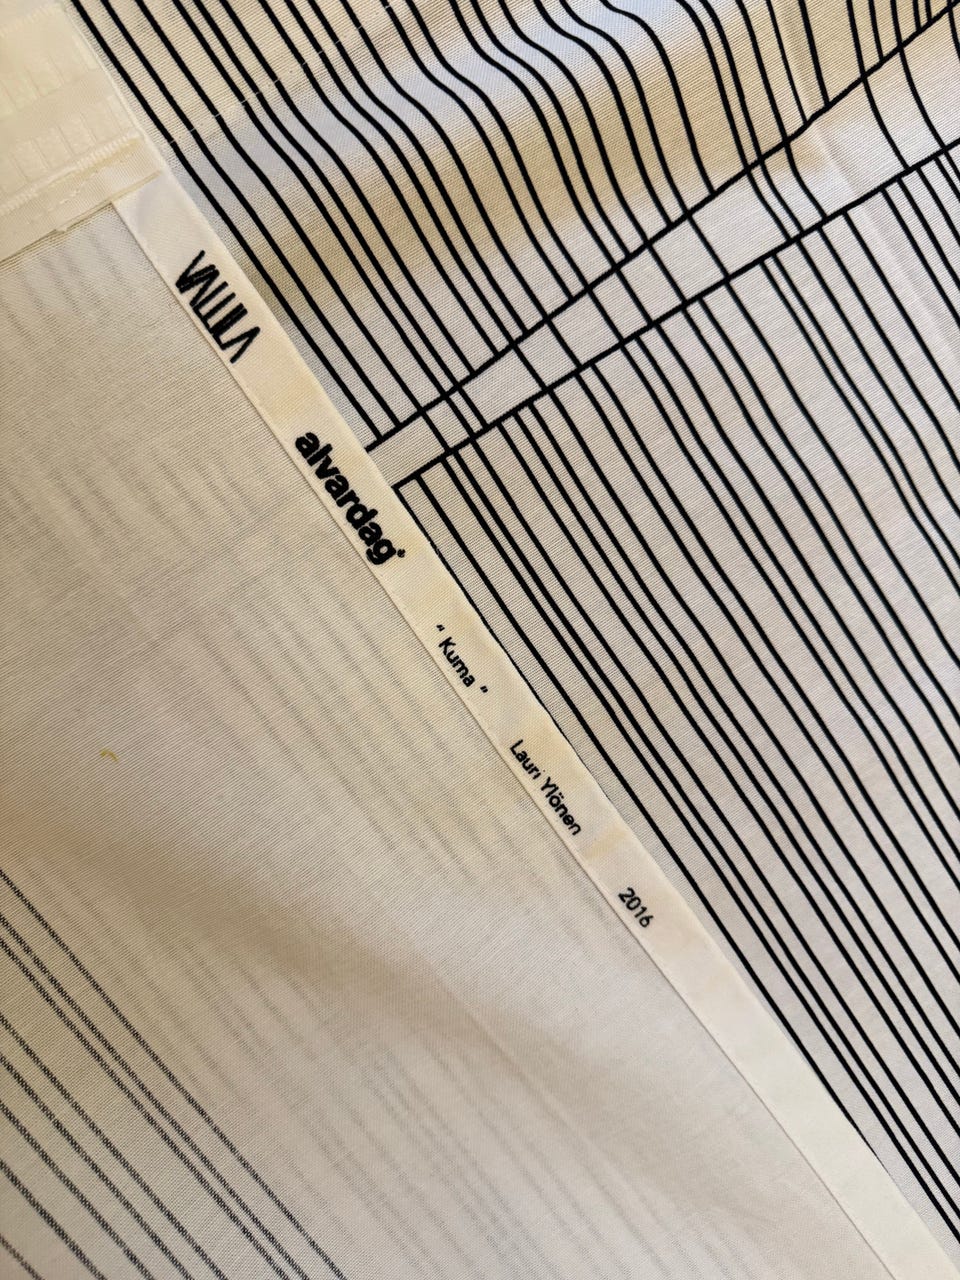 VALLILA
alvardag®
“ Kuma ”
Lauri Ylönen
2016